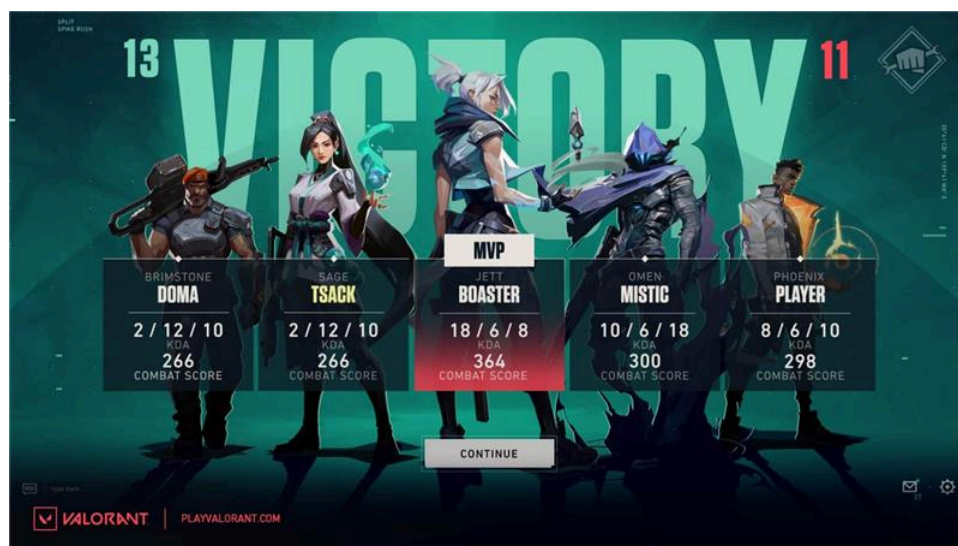 SPLIT
SPIKE RUSH
13
VICTORY
11
MVP
BRIMSTONE
DOMA
2 / 12 / 10
KDA
266
COMBAT SCORE
SAGE
TSACK
2 / 12 / 10
KDA
266
COMBAT SCORE
JETT
BOASTER
18 / 6 / 8
KDA
364
COMBAT SCORE
OMEN
MISTIC
10 / 6 / 18
KDA
300
COMBAT SCORE
PHOENIX
PLAYER
8 / 6 / 10
KDA
298
COMBAT SCORE
CONTINUE
VALORANT
PLAYVALORANT.COM